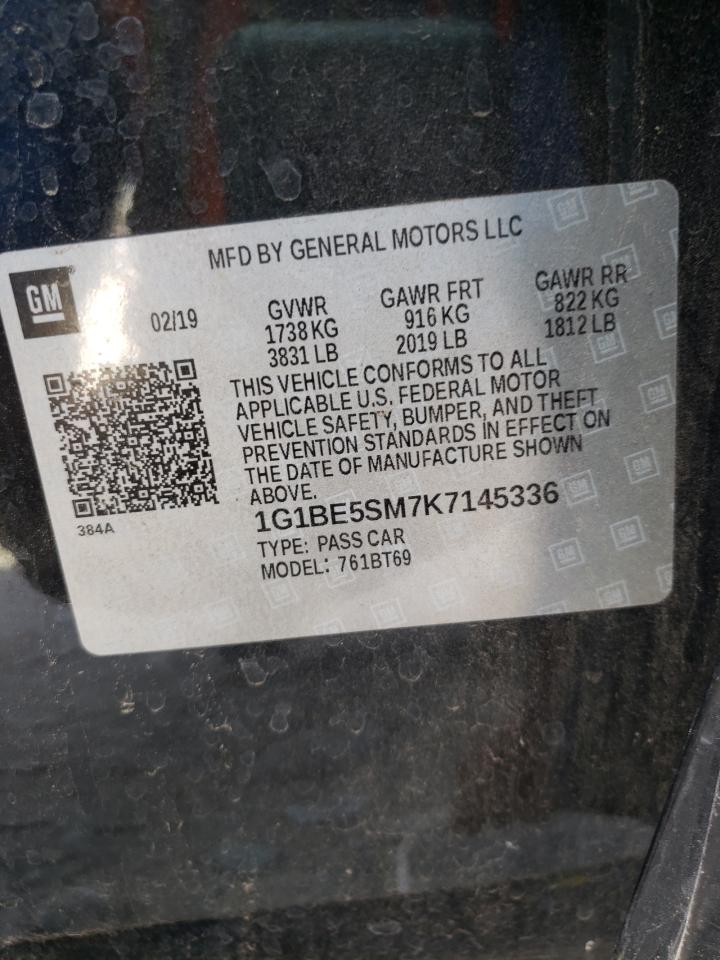 MFD BY GENERAL MOTORS LLC
GM
02/19
GVWR
1738 KG
3831 LB
GAWR FRT
916 KG
2019 LB
GAWR RR
822 KG
1812 LB
THIS VEHICLE CONFORMS TO ALL
APPLICABLE U.S. FEDERAL MOTOR
VEHICLE SAFETY, BUMPER, AND THEFT
PREVENTION STANDARDS IN EFFECT ON
THE DATE OF MANUFACTURE SHOWN
ABOVE.
384A
1G1BE5SM7K7145336
TYPE: PASS CAR
MODEL: 761BT69